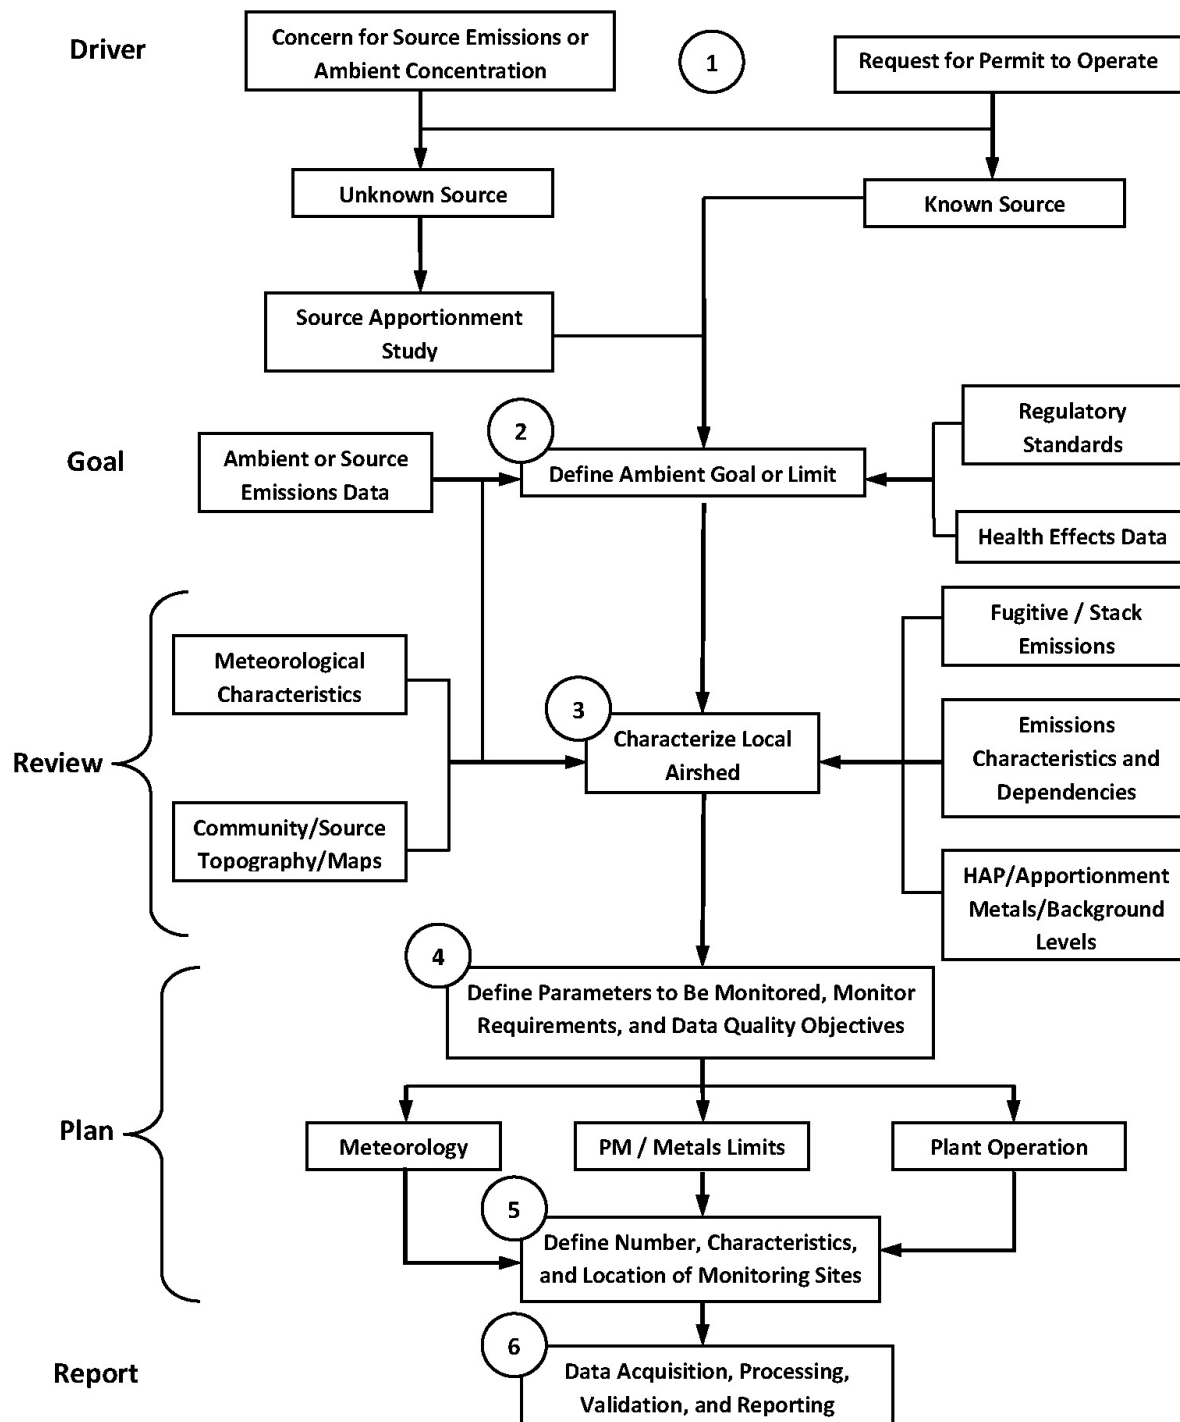 Driver
Concern for Source Emissions or
Ambient Concentration
1
Request for Permit to Operate
Unknown Source
Known Source
Source Apportionment
Study
Goal
Ambient or Source
Emissions Data
2
Define Ambient Goal or Limit
Regulatory
Standards
Health Effects Data
Review
Meteorological
Characteristics
Community/Source
Topography/Maps
3
Characterize Local
Airshed
Fugitive / Stack
Emissions
Emissions
Characteristics and
Dependencies
HAP/Apportionment
Metals/Background
Levels
Plan
4
Define Parameters to Be Monitored, Monitor
Requirements, and Data Quality Objectives
Meteorology
PM / Metals Limits
Plant Operation
5
Define Number, Characteristics,
and Location of Monitoring Sites
Report
6
Data Acquisition, Processing,
Validation, and Reporting